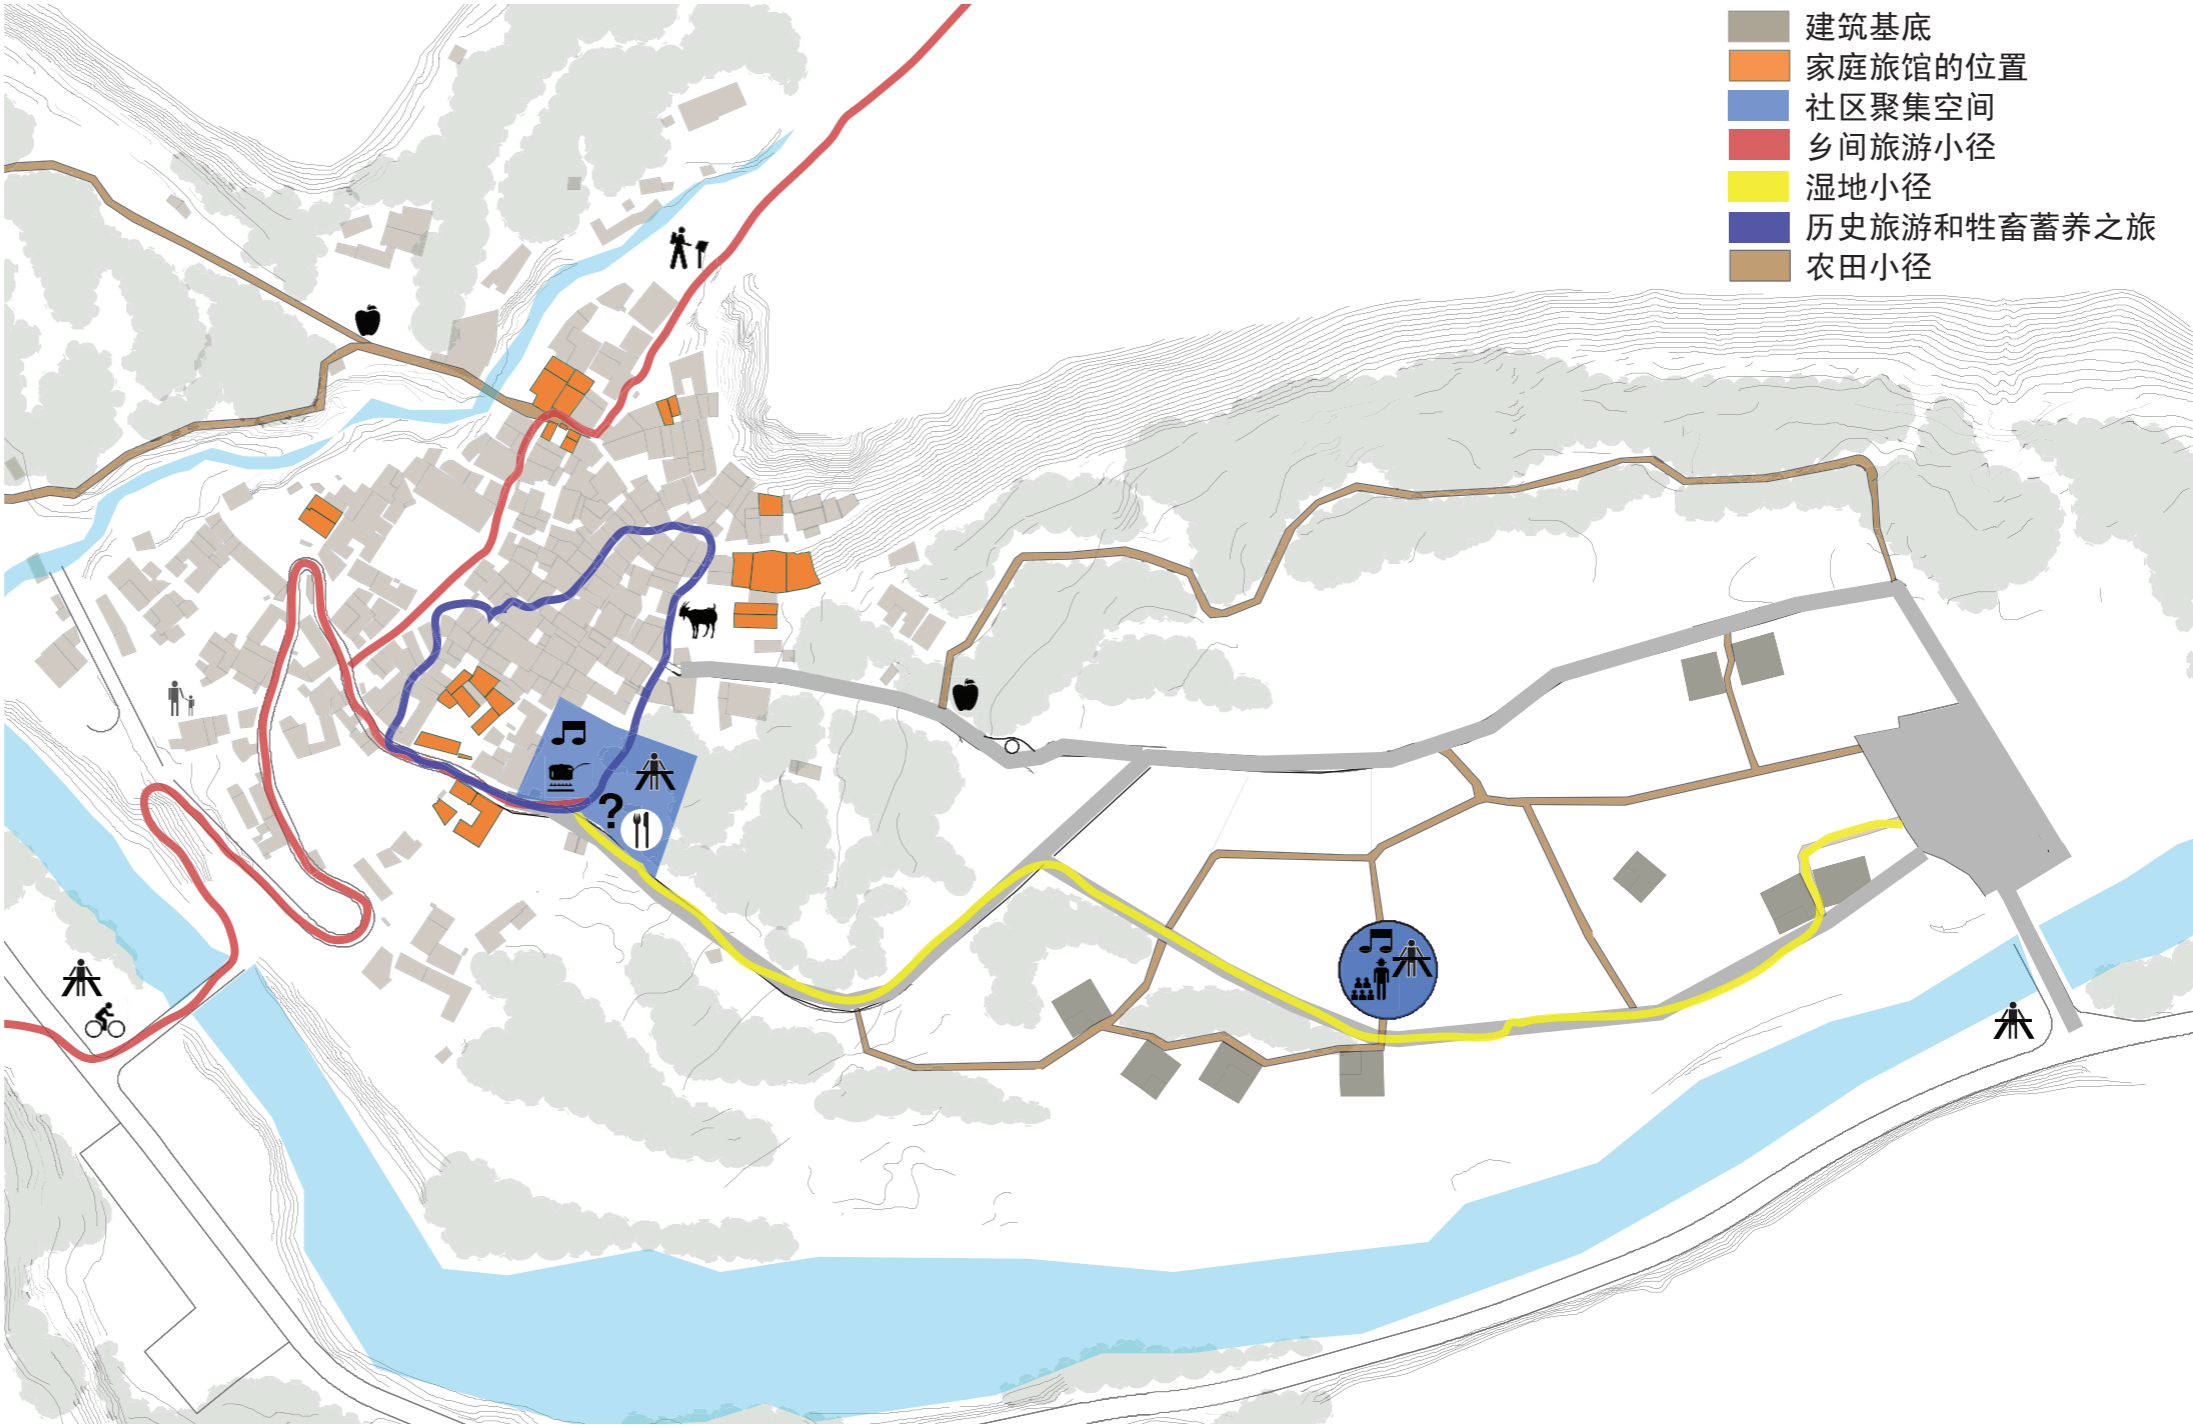 建筑基底
家庭旅馆的位置
社区聚集空间
乡间旅游小径
湿地小径
历史旅游和牲畜蓄养之旅
农田小径
?